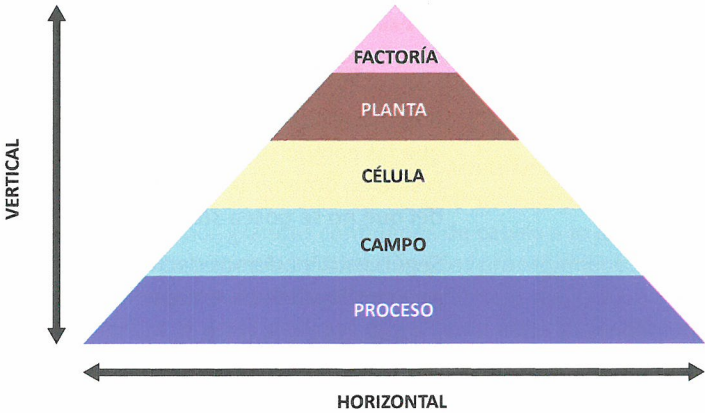 FACTORÍA
PLANTA
CÉLULA
CAMPO
PROCESO
VERTICAL
HORIZONTAL